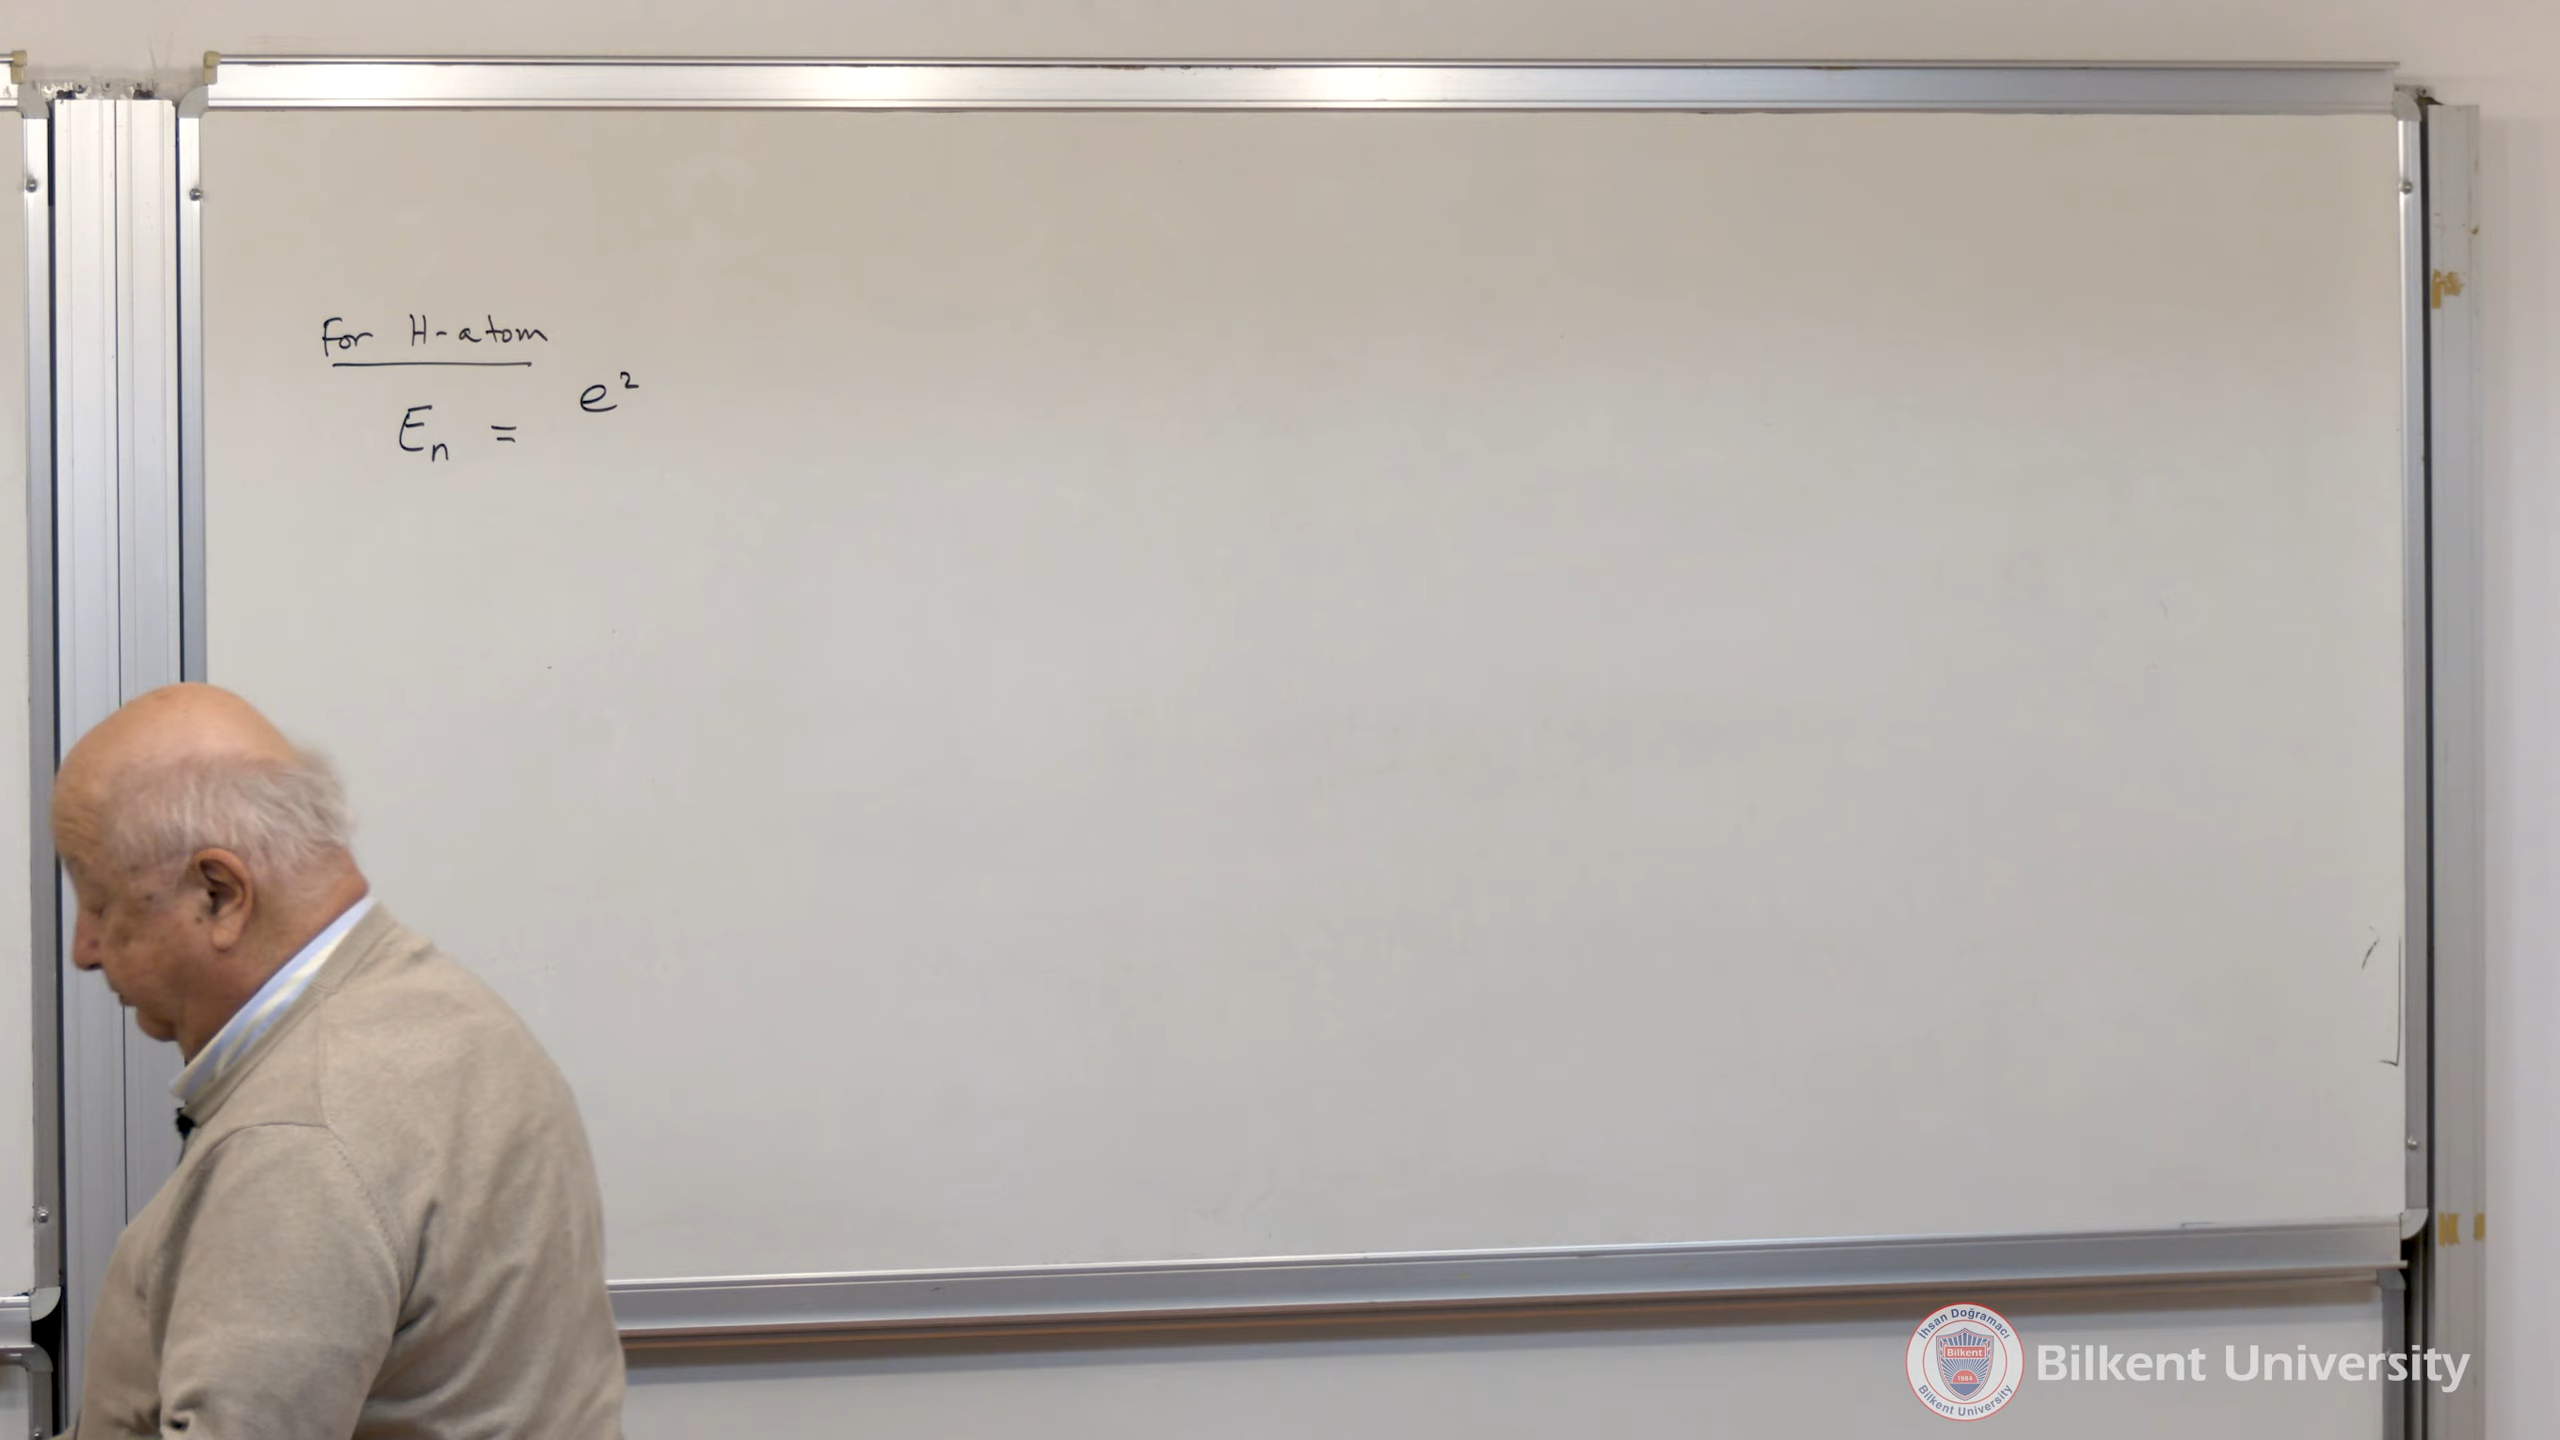 For H-atom
Eₙ = e²
İhsan Doğramacı
Bilkent
1984
Bilkent University
Bilkent University